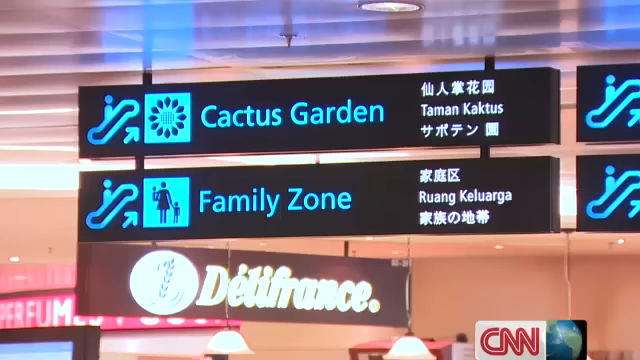 Cactus Garden
仙人掌花园
Taman Kaktus
サボテン 園
Family Zone
家庭区
Ruang Keluarga
家族の地帯
Délifrance
PERFUMES
CNN